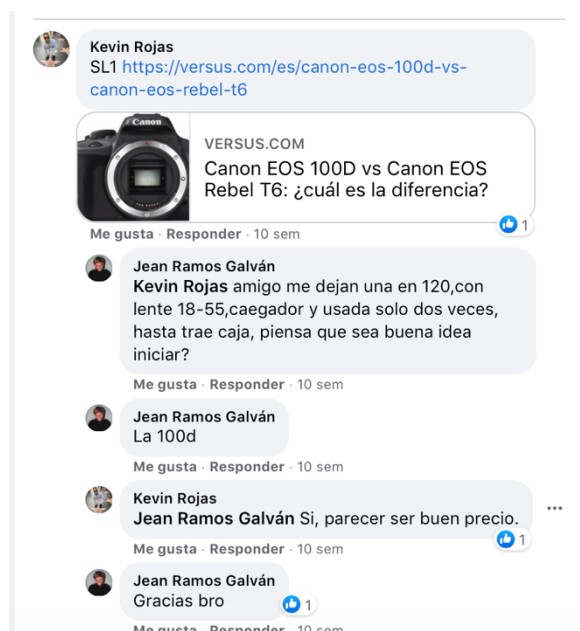 Kevin Rojas
SL1 https://versus.com/es/canon-eos-100d-vs-
canon-eos-rebel-t6
Canon
VERSUS.COM
Canon EOS 100D vs Canon EOS
Rebel T6: ¿cuál es la diferencia?
1
Me gusta · Responder · 10 sem
Jean Ramos Galván
Kevin Rojas amigo me dejan una en 120,con
lente 18-55,caegador y usada solo dos veces,
hasta trae caja, piensa que sea buena idea
iniciar?
Me gusta · Responder · 10 sem
Jean Ramos Galván
La 100d
Me gusta · Responder · 10 sem
Kevin Rojas
Jean Ramos Galván Si, parecer ser buen precio.
1
Me gusta · Responder · 10 sem
Jean Ramos Galván
Gracias bro
1
Me gusta · Responder · 10 sem